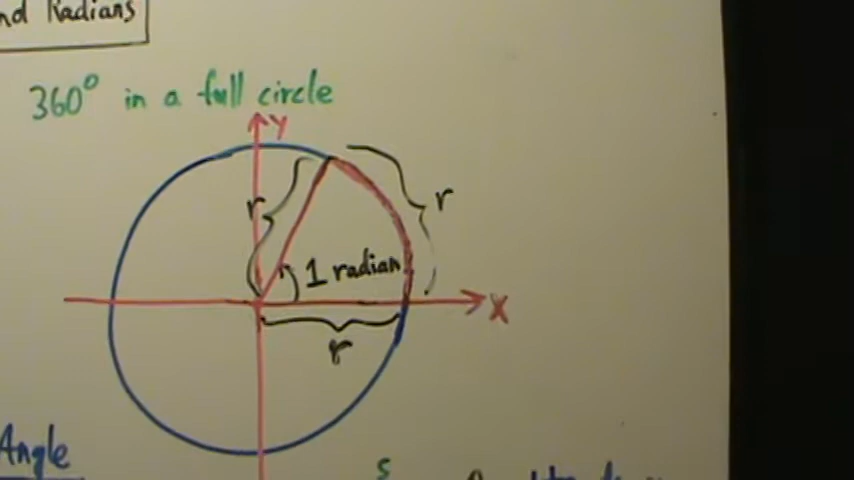 nd Radians
360° in a full circle
Y
r
r
1 radian
X
r
Angle
s